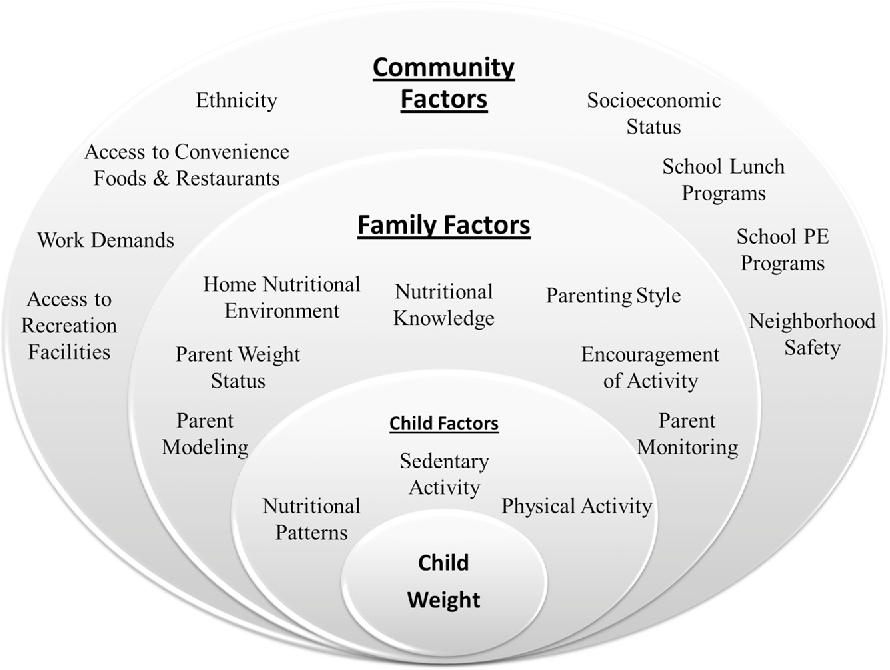 Community
Factors
Ethnicity
Socioeconomic
Status
Access to Convenience
Foods & Restaurants
School Lunch
Programs
Work Demands
School PE
Programs
Access to
Recreation
Facilities
Neighborhood
Safety
Family Factors
Home Nutritional
Environment
Nutritional
Knowledge
Parenting Style
Parent Weight
Status
Encouragement
of Activity
Parent
Modeling
Parent
Monitoring
Child Factors
Sedentary
Activity
Nutritional
Patterns
Physical Activity
Child
Weight